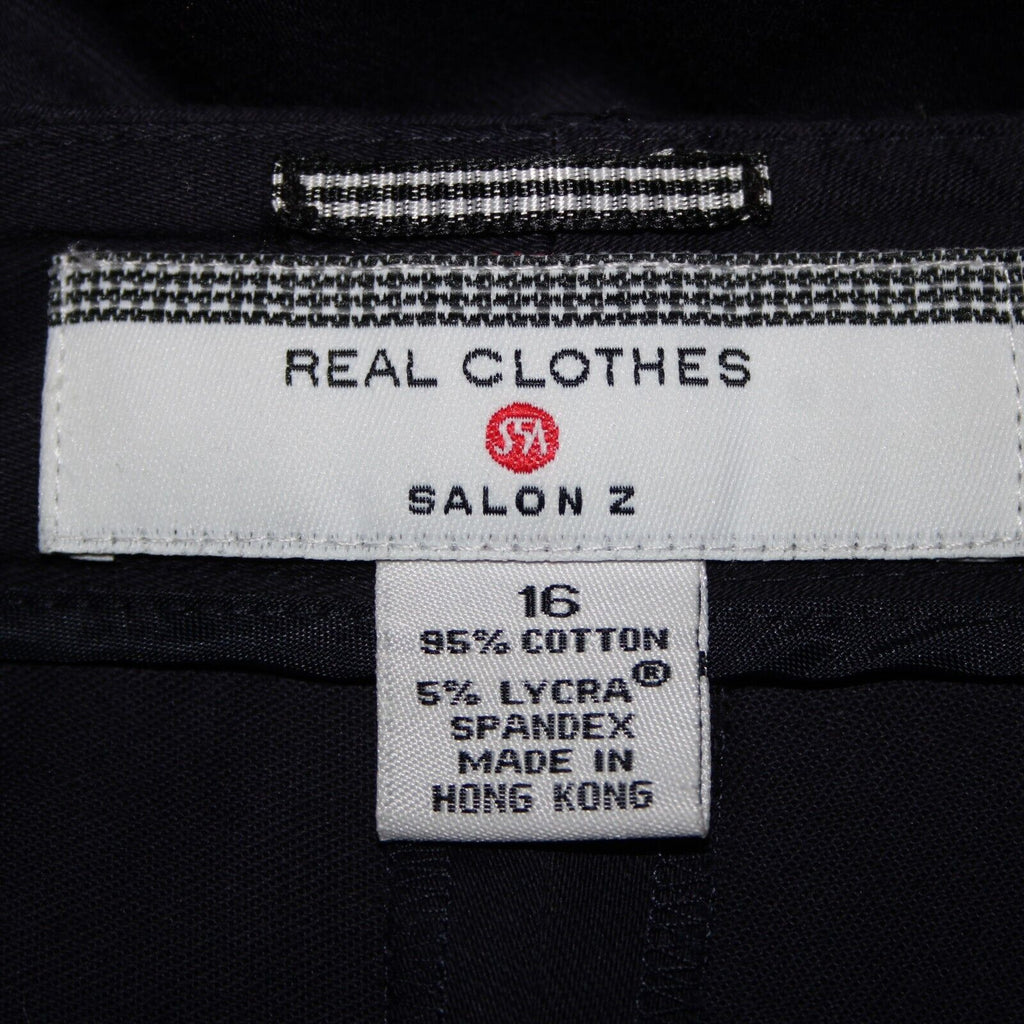 REAL CLOTHES
SFA
SALON Z
16
95% COTTON
5% LYCRA®
SPANDEX
MADE IN
HONG KONG